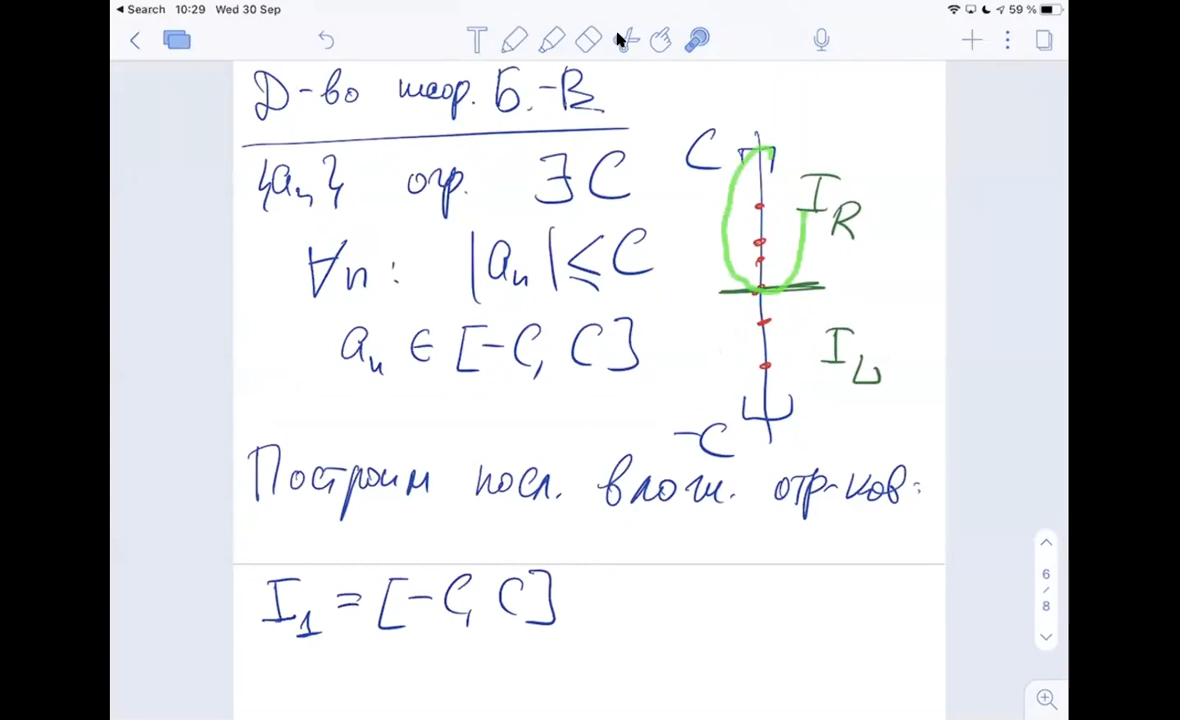 Search 10:29 Wed 30 Sep 59 %
Д-во теор. Б.-В.
{aₙ} огр. ∃ C
∀n: |aₙ| ≤ C
aₙ ∈ [-C, C]
C
I_R
I_L
-C
Построим посл. влож. отр-ков:
I₁ = [-C, C]
6
/
8